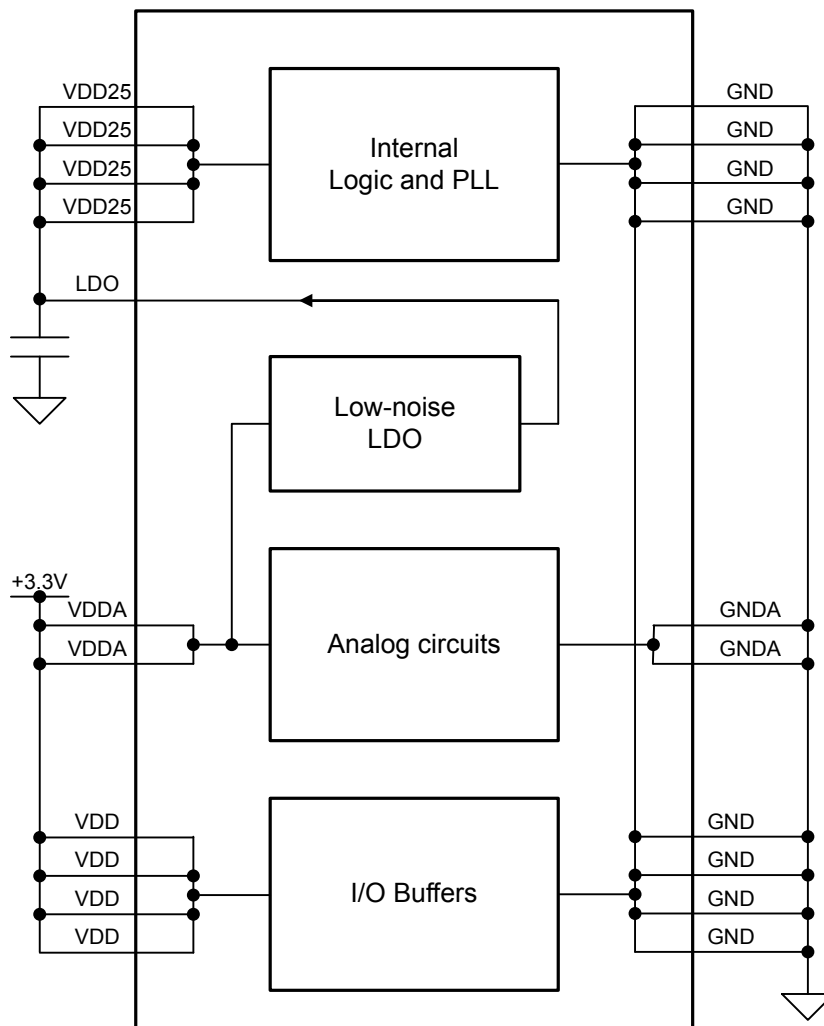 VDD25
VDD25
VDD25
VDD25
Internal
Logic and PLL
GND
GND
GND
GND
LDO
Low-noise
LDO
+3.3V
VDDA
VDDA
Analog circuits
GNDA
GNDA
VDD
VDD
VDD
VDD
I/O Buffers
GND
GND
GND
GND